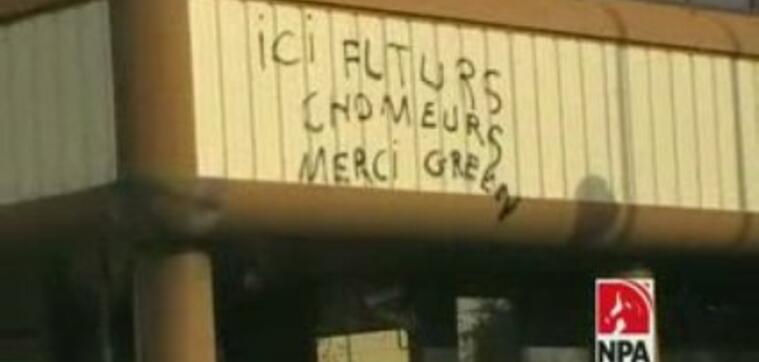 iCi FUTURS
CHOMEURS
MERCi GREEN
NPA